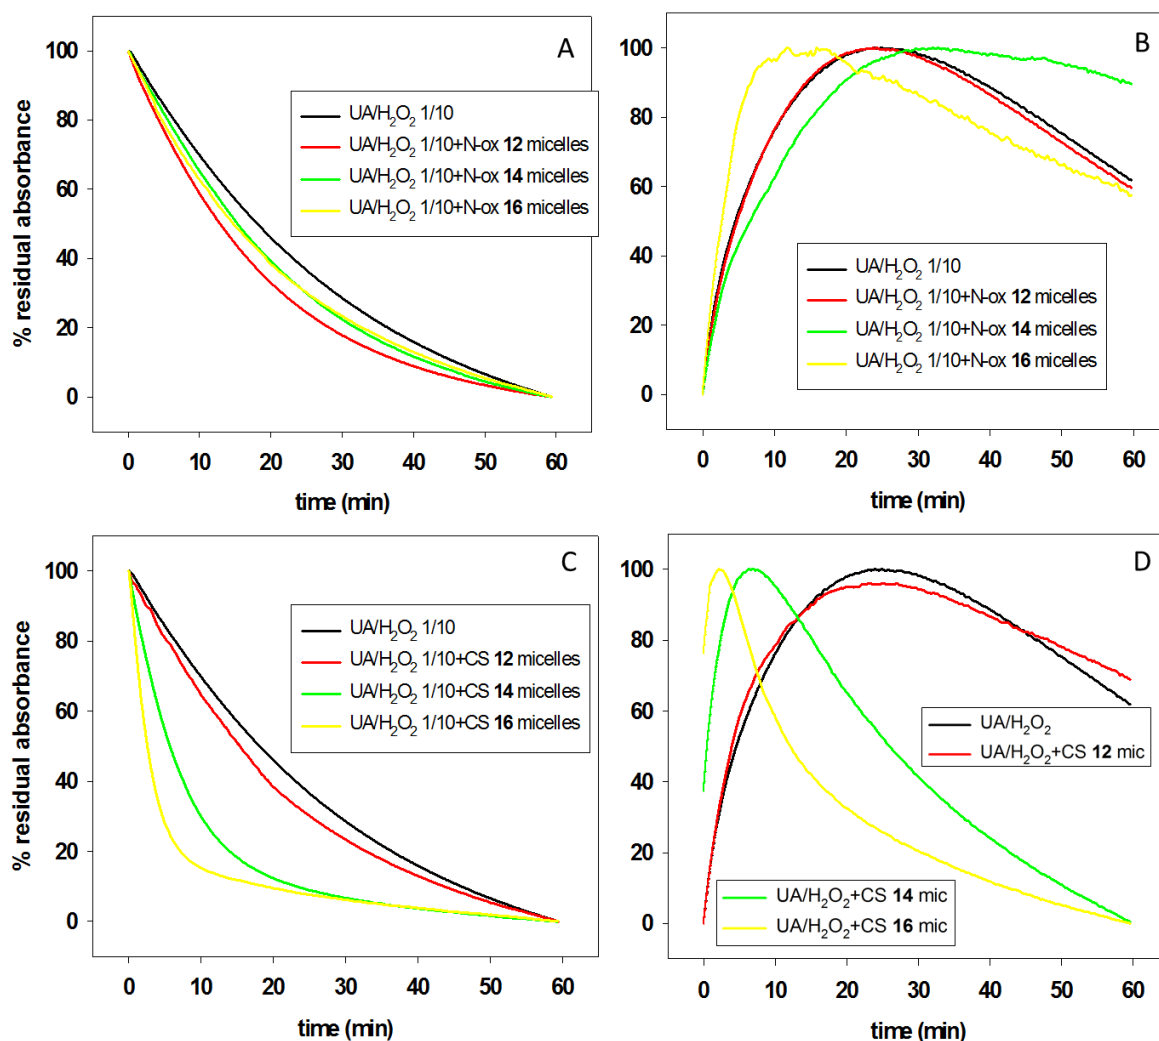 A
% residual absorbance
100
80
60
40
20
0
UA/H₂O₂ 1/10
UA/H₂O₂ 1/10+N-ox 12 micelles
UA/H₂O₂ 1/10+N-ox 14 micelles
UA/H₂O₂ 1/10+N-ox 16 micelles
0 10 20 30 40 50 60
time (min)
B
100
80
60
40
20
0
UA/H₂O₂ 1/10
UA/H₂O₂ 1/10+N-ox 12 micelles
UA/H₂O₂ 1/10+N-ox 14 micelles
UA/H₂O₂ 1/10+N-ox 16 micelles
0 10 20 30 40 50 60
time (min)
C
% residual absorbance
100
80
60
40
20
0
UA/H₂O₂ 1/10
UA/H₂O₂ 1/10+CS 12 micelles
UA/H₂O₂ 1/10+CS 14 micelles
UA/H₂O₂ 1/10+CS 16 micelles
0 10 20 30 40 50 60
time (min)
D
100
80
60
40
20
0
UA/H₂O₂
UA/H₂O₂+CS 12 mic
UA/H₂O₂+CS 14 mic
UA/H₂O₂+CS 16 mic
0 10 20 30 40 50 60
time (min)